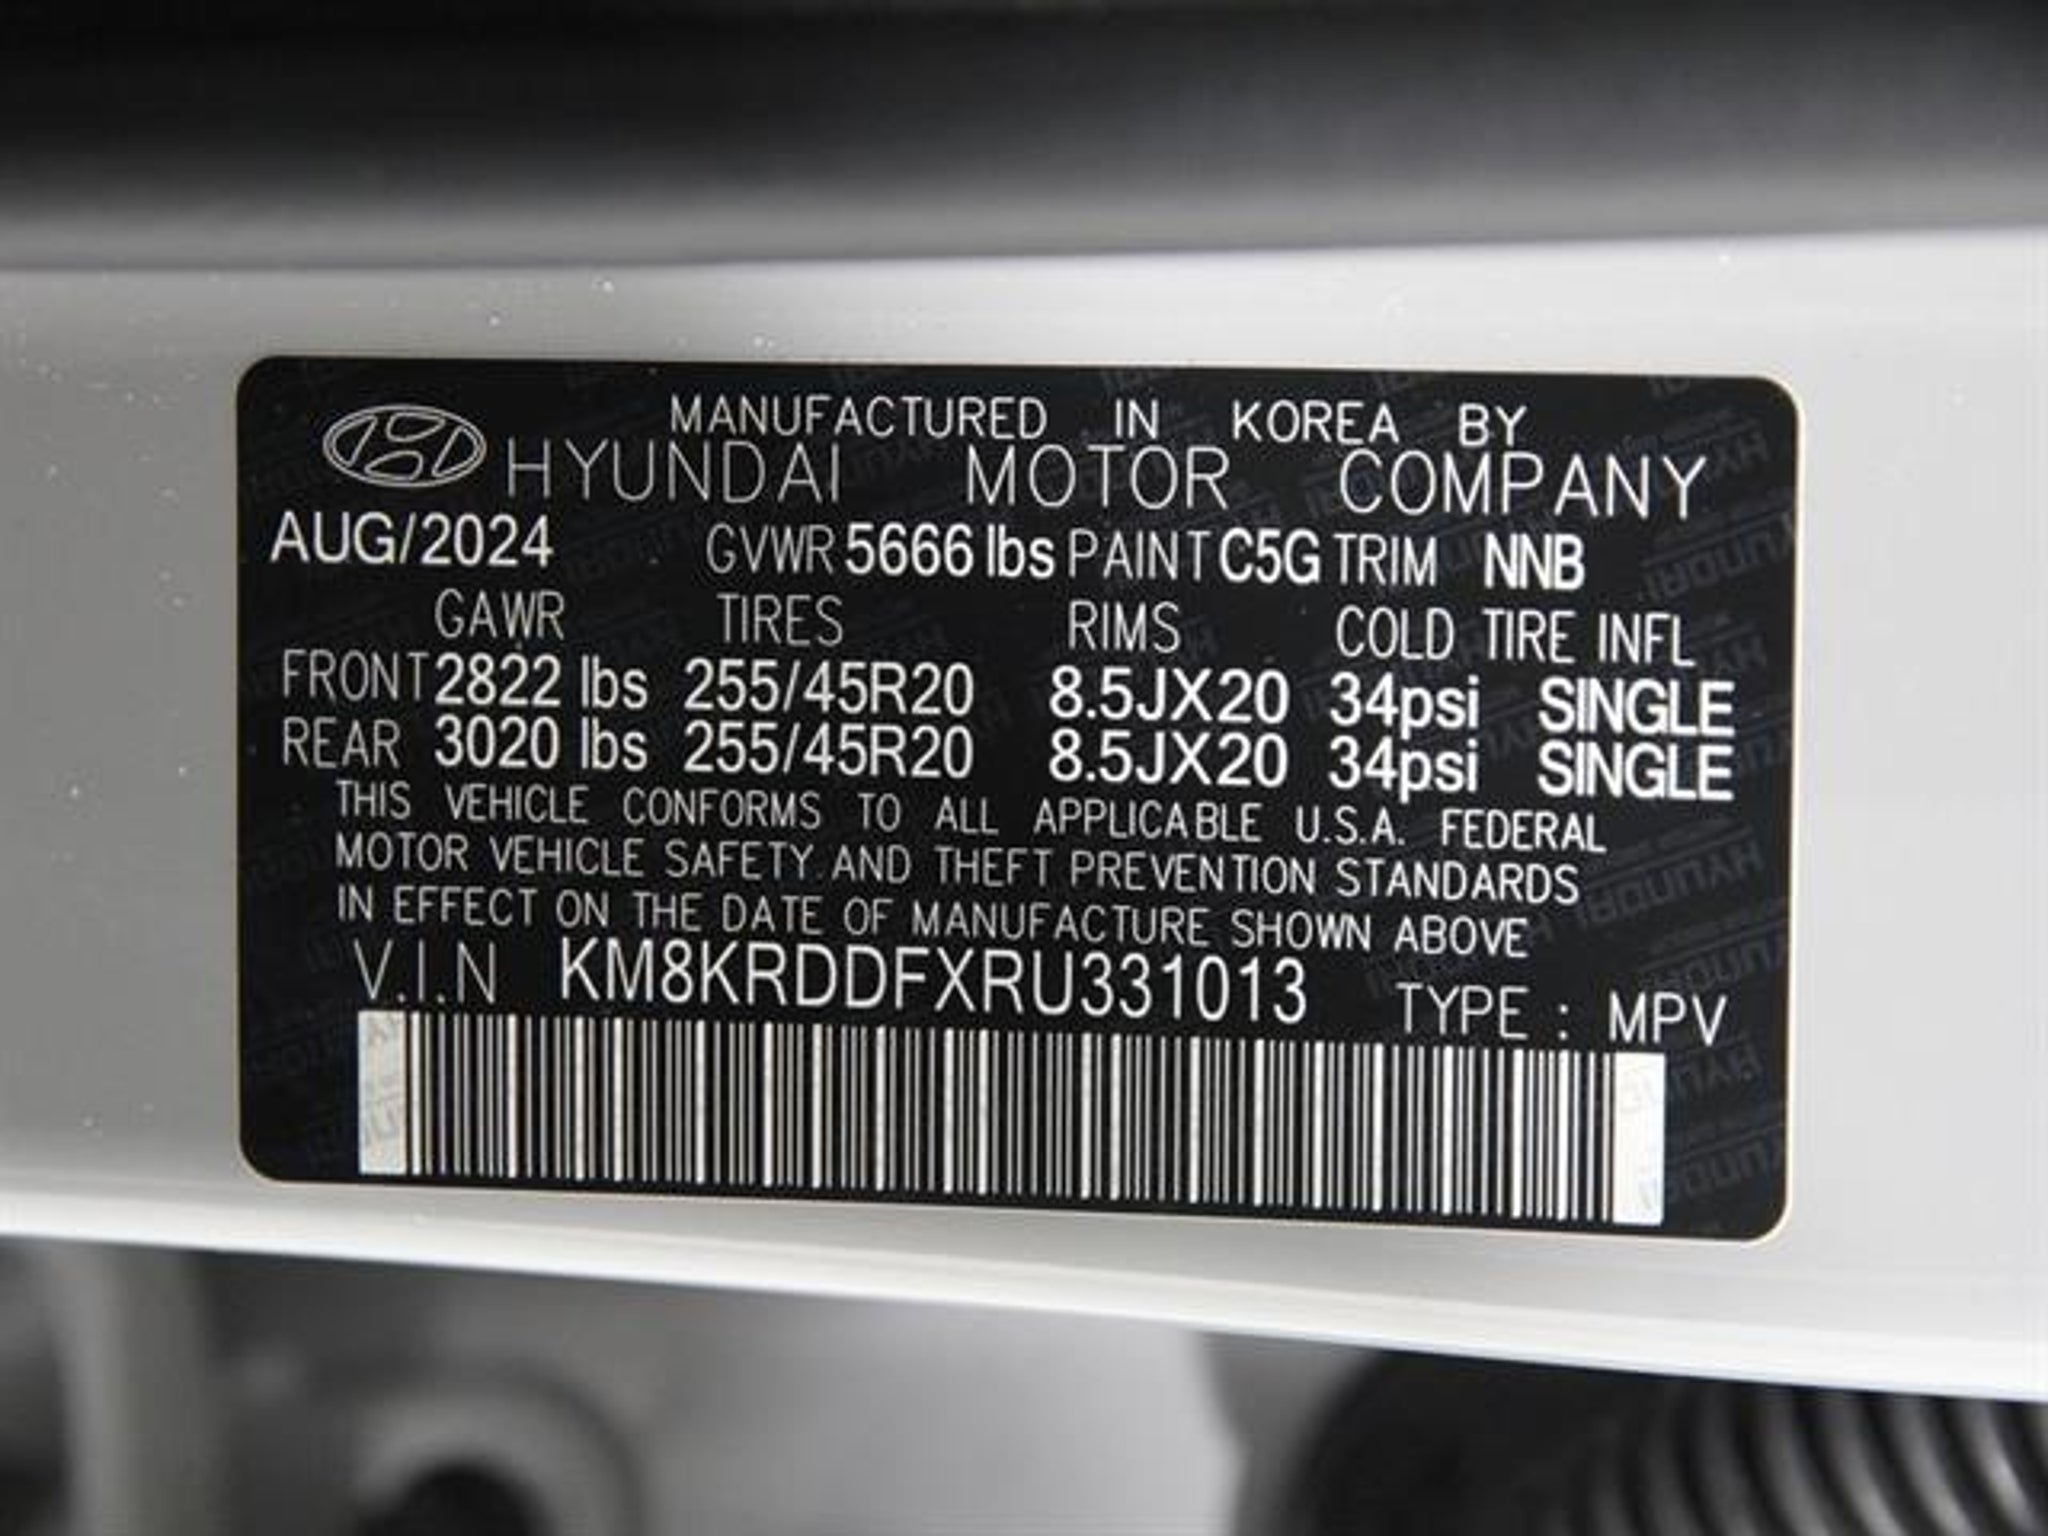 MANUFACTURED IN KOREA BY
HYUNDAI MOTOR COMPANY
AUG/2024 GVWR 5666 lbs PAINT C5G TRIM NNB
GAWR TIRES RIMS COLD TIRE INFL
FRONT 2822 lbs 255/45R20 8.5JX20 34psi SINGLE
REAR 3020 lbs 255/45R20 8.5JX20 34psi SINGLE
THIS VEHICLE CONFORMS TO ALL APPLICABLE U.S.A. FEDERAL
MOTOR VEHICLE SAFETY AND THEFT PREVENTION STANDARDS
IN EFFECT ON THE DATE OF MANUFACTURE SHOWN ABOVE
V.I.N KM8KRDDFXRU331013 TYPE : MPV